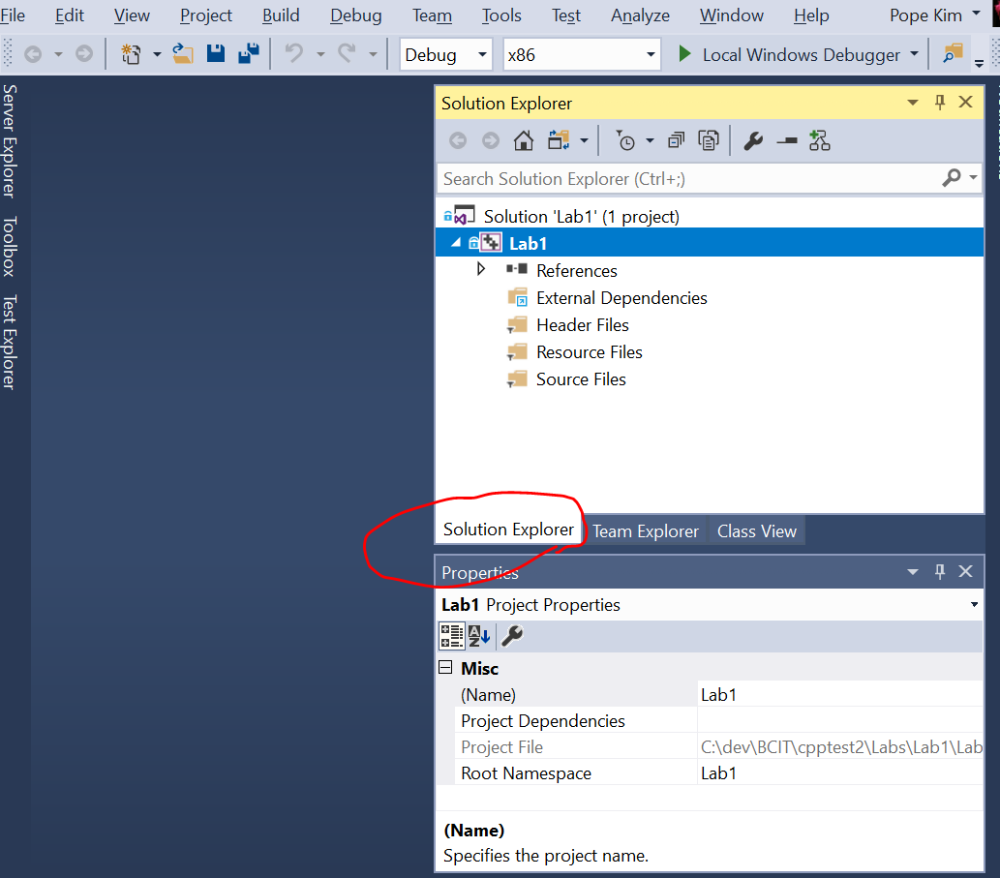 File Edit View Project Build Debug Team Tools Test Analyze Window Help Pope Kim
Debug x86 Local Windows Debugger
Server Explorer
Toolbox
Test Explorer
Solution Explorer
Search Solution Explorer (Ctrl+;)
Solution 'Lab1' (1 project)
Lab1
References
External Dependencies
Header Files
Resource Files
Source Files
Solution Explorer Team Explorer Class View
Properties
Lab1 Project Properties
Misc
(Name) Lab1
Project Dependencies
Project File C:\dev\BCIT\cpptest2\Labs\Lab1\Lab
Root Namespace Lab1
(Name)
Specifies the project name.